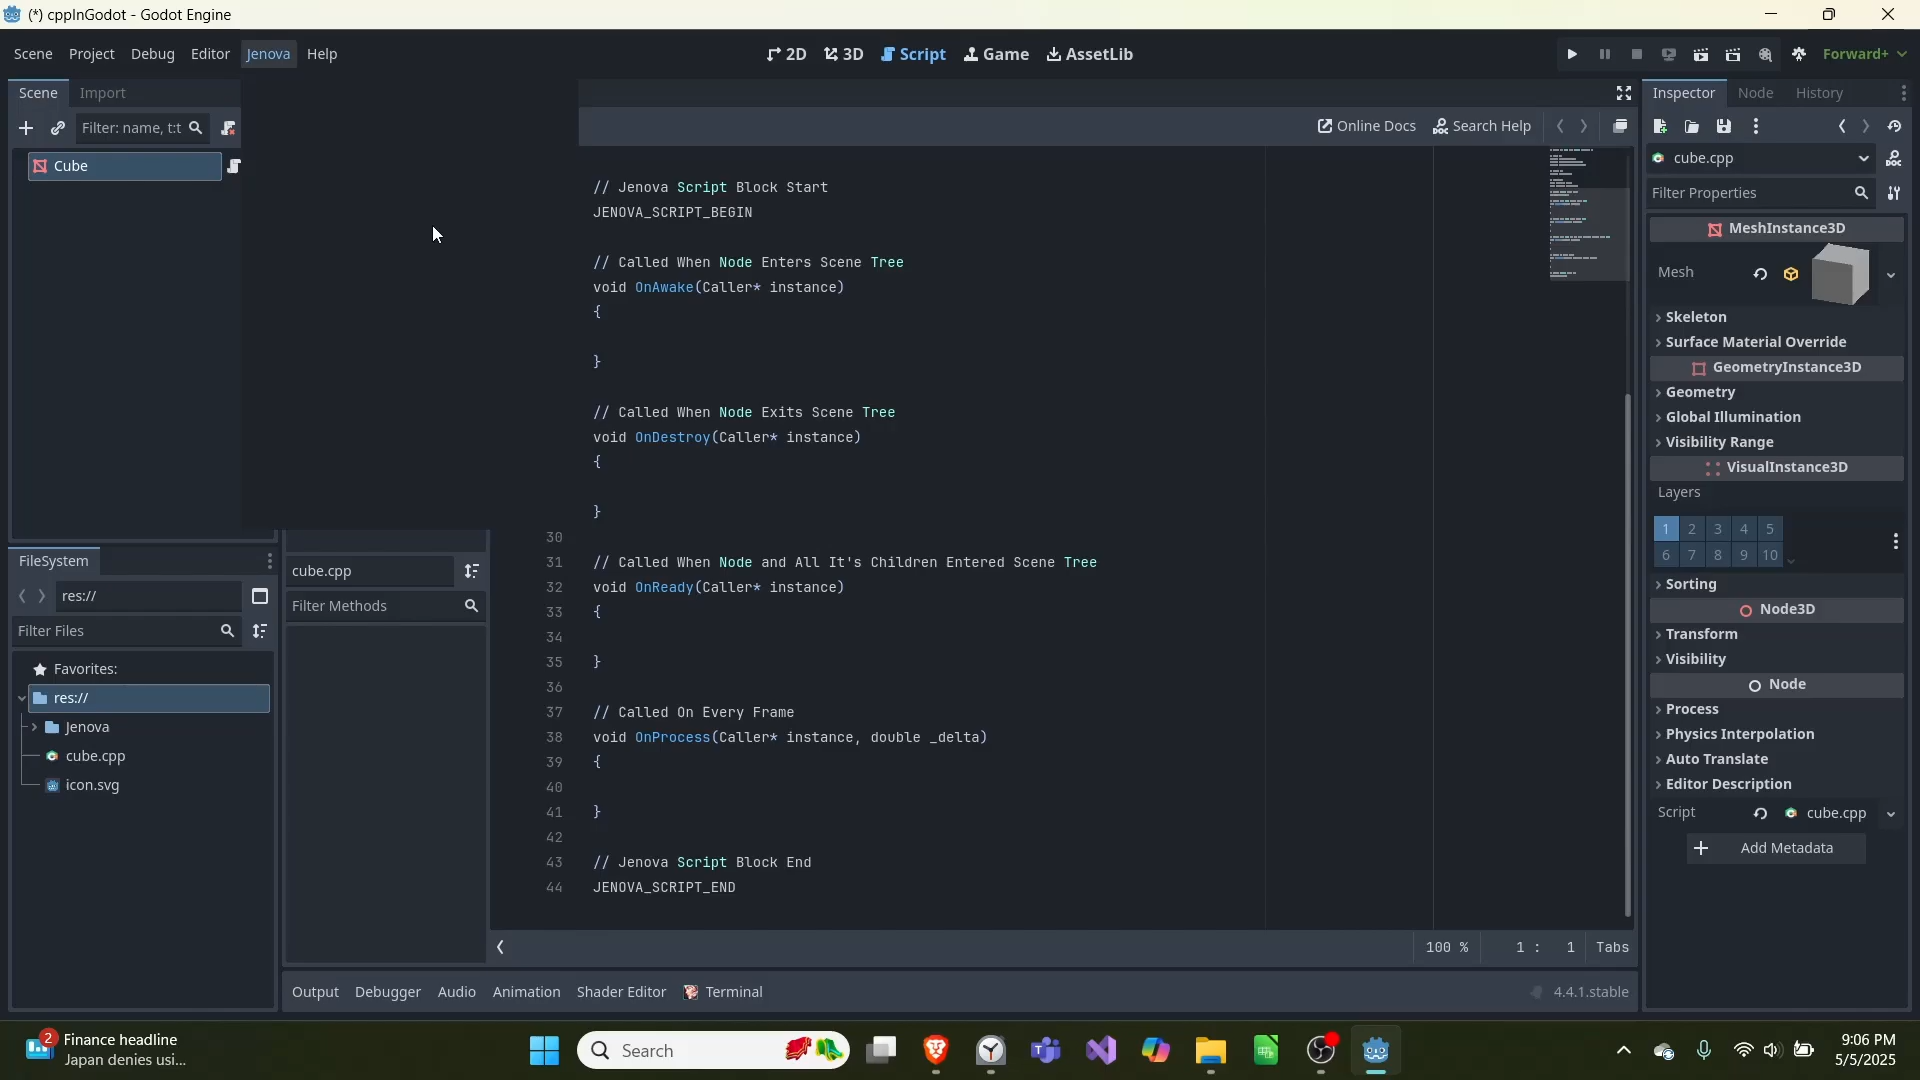 (*) cppInGodot - Godot Engine
Scene Project Debug Editor Jenova Help
2D 3D Script Game AssetLib
Forward+
Scene Import
Filter: name, t:t
Cube
Online Docs Search Help
// Jenova Script Block Start
JENOVA_SCRIPT_BEGIN
// Called When Node Enters Scene Tree
void OnAwake(Caller* instance)
{
}
// Called When Node Exits Scene Tree
void OnDestroy(Caller* instance)
{
}
30
31 // Called When Node and All It's Children Entered Scene Tree
32 void OnReady(Caller* instance)
33 {
34
35 }
36
37 // Called On Every Frame
38 void OnProcess(Caller* instance, double _delta)
39 {
40
41 }
42
43 // Jenova Script Block End
44 JENOVA_SCRIPT_END
100 % 1 : 1 Tabs
cube.cpp
Filter Methods
FileSystem
res://
Filter Files
Favorites:
res://
Jenova
cube.cpp
icon.svg
Output Debugger Audio Animation Shader Editor Terminal
4.4.1.stable
Inspector Node History
cube.cpp
Filter Properties
MeshInstance3D
Mesh
Skeleton
Surface Material Override
GeometryInstance3D
Geometry
Global Illumination
Visibility Range
VisualInstance3D
Layers
1 2 3 4 5
6 7 8 9 10
Sorting
Node3D
Transform
Visibility
Node
Process
Physics Interpolation
Auto Translate
Editor Description
Script cube.cpp
Add Metadata
2
Finance headline
Japan denies usi...
Search
9:06 PM
5/5/2025